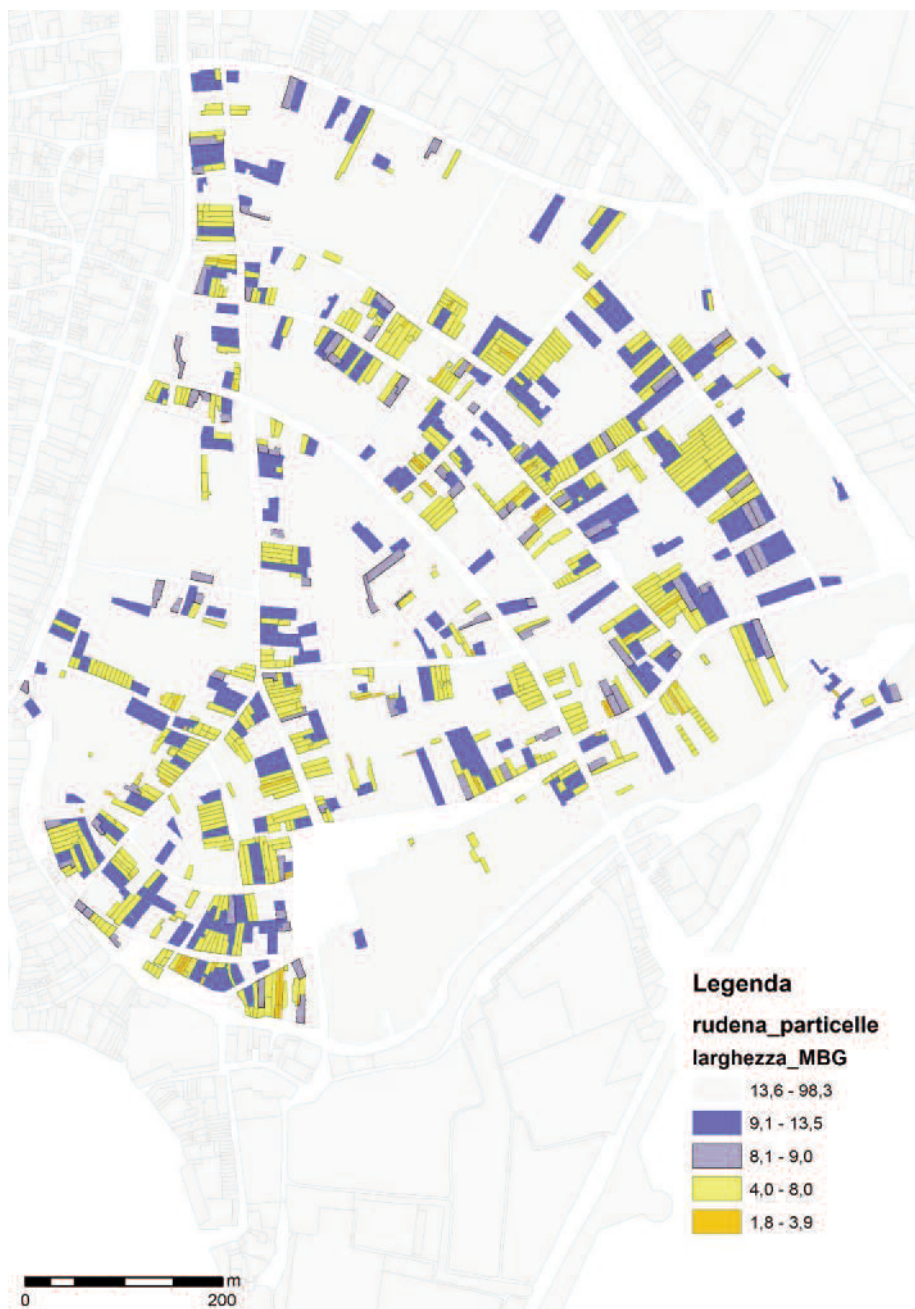 Legenda
rudena_particelle
larghezza_MBG
13,6 - 98,3
9,1 - 13,5
8,1 - 9,0
4,0 - 8,0
1,8 - 3,9
m
0 200